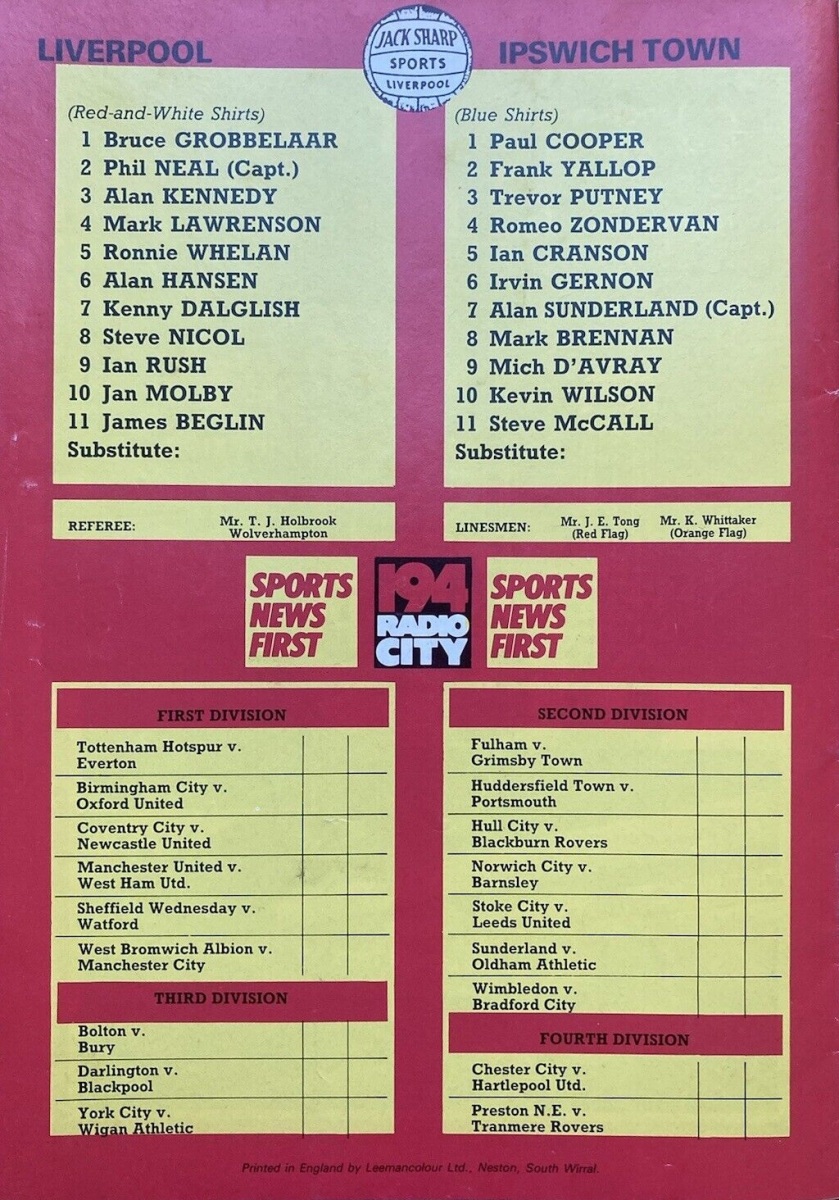 LIVERPOOL
JACK SHARP
SPORTS
LIVERPOOL
IPSWICH TOWN
(Red-and-White Shirts)
1 Bruce GROBBELAAR
2 Phil NEAL (Capt.)
3 Alan KENNEDY
4 Mark LAWRENSON
5 Ronnie WHELAN
6 Alan HANSEN
7 Kenny DALGLISH
8 Steve NICOL
9 Ian RUSH
10 Jan MOLBY
11 James BEGLIN
Substitute:
(Blue Shirts)
1 Paul COOPER
2 Frank YALLOP
3 Trevor PUTNEY
4 Romeo ZONDERVAN
5 Ian CRANSON
6 Irvin GERNON
7 Alan SUNDERLAND (Capt.)
8 Mark BRENNAN
9 Mich D'AVRAY
10 Kevin WILSON
11 Steve McCALL
Substitute:
REFEREE: Mr. T. J. Holbrook
Wolverhampton
LINESMEN: Mr. J. E. Tong Mr. K. Whittaker
(Red Flag) (Orange Flag)
SPORTS
NEWS
FIRST
194
RADIO
CITY
SPORTS
NEWS
FIRST
FIRST DIVISION
Tottenham Hotspur v.
Everton
Birmingham City v.
Oxford United
Coventry City v.
Newcastle United
Manchester United v.
West Ham Utd.
Sheffield Wednesday v.
Watford
West Bromwich Albion v.
Manchester City
THIRD DIVISION
Bolton v.
Bury
Darlington v.
Blackpool
York City v.
Wigan Athletic
SECOND DIVISION
Fulham v.
Grimsby Town
Huddersfield Town v.
Portsmouth
Hull City v.
Blackburn Rovers
Norwich City v.
Barnsley
Stoke City v.
Leeds United
Sunderland v.
Oldham Athletic
Wimbledon v.
Bradford City
FOURTH DIVISION
Chester City v.
Hartlepool Utd.
Preston N.E. v.
Tranmere Rovers
Printed in England by Leemancolour Ltd., Neston, South Wirral.